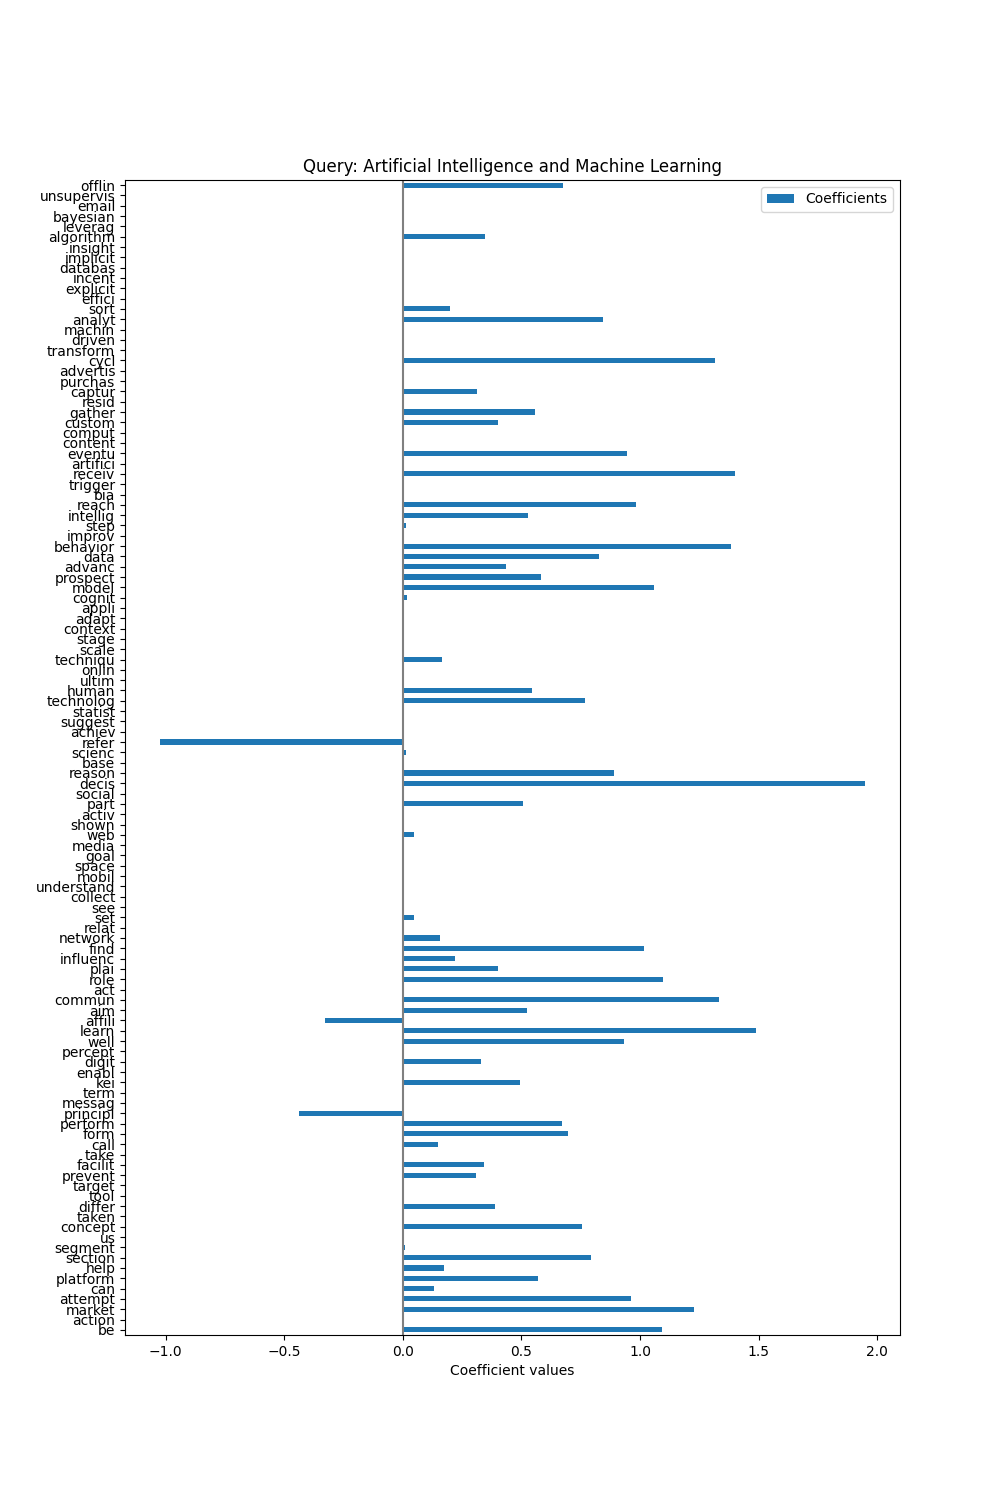 Query: Artificial Intelligence and Machine Learning
Coefficients
offlin
unsupervis
email
bayesian
leverag
algorithm
insight
implicit
databas
incent
explicit
effici
sort
analyt
machin
driven
transform
cycl
advertis
purchas
captur
resid
gather
custom
comput
content
eventu
artifici
receiv
trigger
bia
reach
intellig
step
improv
behavior
data
advanc
prospect
model
cognit
appli
adapt
context
stage
scale
techniqu
onlin
ultim
human
technolog
statist
suggest
achiev
refer
scienc
base
reason
decis
social
part
activ
shown
web
media
goal
space
mobil
understand
collect
see
set
relat
network
find
influenc
plai
role
act
commun
aim
affili
learn
well
percept
digit
enabl
kei
term
messag
principl
perform
form
call
take
facilit
prevent
target
tool
differ
taken
concept
us
segment
section
help
platform
can
attempt
market
action
be
−1.0 −0.5 0.0 0.5 1.0 1.5 2.0
Coefficient values